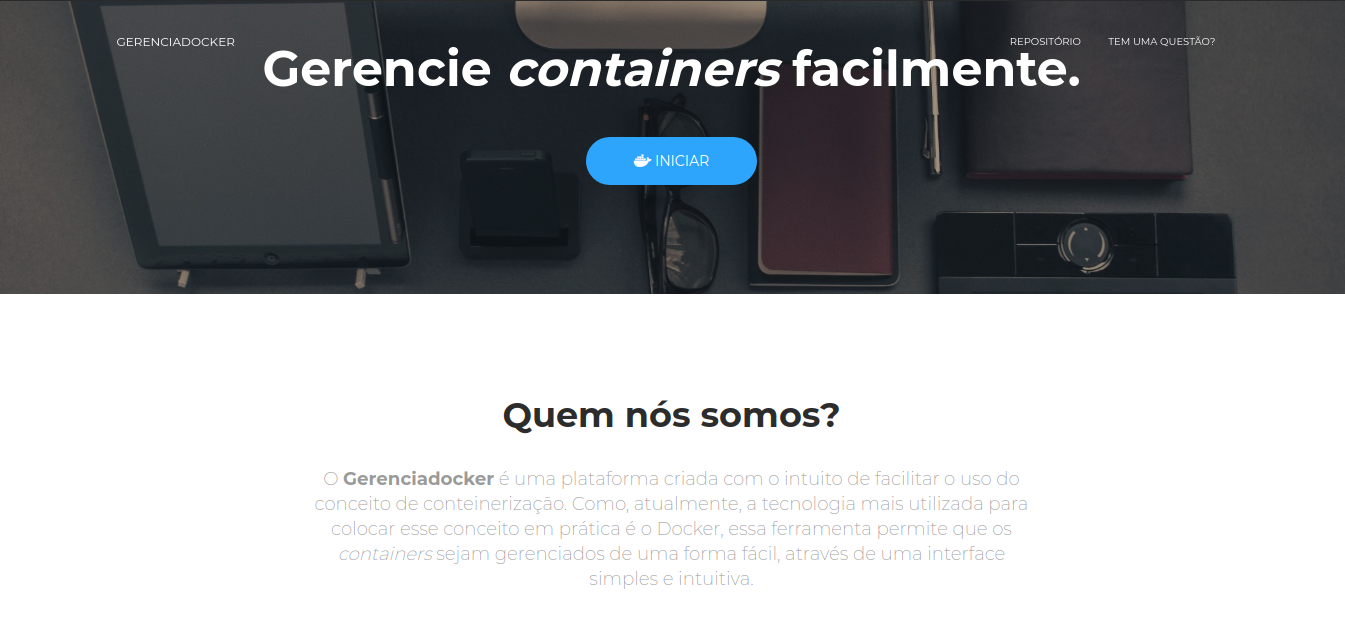 GERENCIADOCKER
REPOSITÓRIO
TEM UMA QUESTÃO?
Gerencie containers facilmente.
INICIAR
Quem nós somos?
O Gerenciadocker é uma plataforma criada com o intuito de facilitar o uso do
conceito de conteinerização. Como, atualmente, a tecnologia mais utilizada para
colocar esse conceito em prática é o Docker, essa ferramenta permite que os
containers sejam gerenciados de uma forma fácil, através de uma interface
simples e intuitiva.